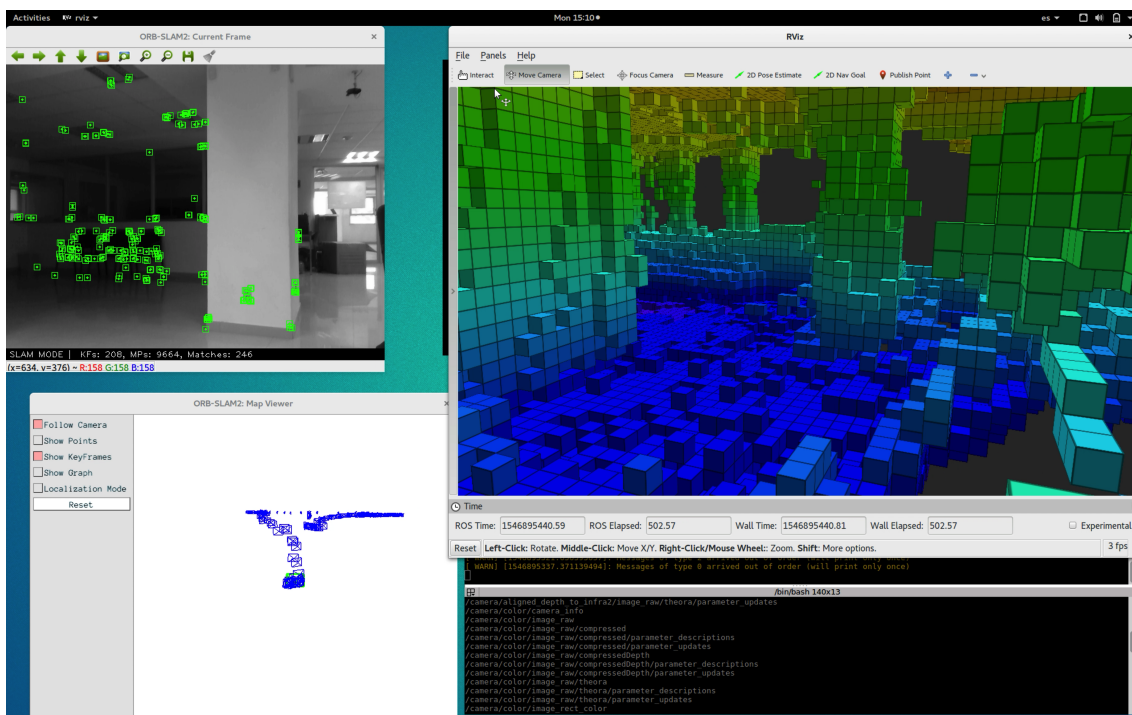 Activities rviz Mon 15:10 es
ORB-SLAM2: Current Frame ×
SLAM MODE | KFs: 208, MPs: 9664, Matches: 246
(x=634, y=376) ~ R:158 G:158 B:158
ORB-SLAM2: Map Viewer ×
Follow Camera
Show Points
Show KeyFrames
Show Graph
Localization Mode
Reset
RViz ×
File Panels Help
Interact Move Camera Select Focus Camera Measure 2D Pose Estimate 2D Nav Goal Publish Point
Time
ROS Time: 1546895440.59 ROS Elapsed: 502.57 Wall Time: 1546895440.81 Wall Elapsed: 502.57 Experimental
Reset Left-Click: Rotate. Middle-Click: Move X/Y. Right-Click/Mouse Wheel:: Zoom. Shift: More options. 3 fps
[ WARN] [1546895337.371139494]: Messages of type 0 arrived out of order (will print only once)
/bin/bash 140x13
/camera/aligned_depth_to_infra2/image_raw/theora/parameter_updates
/camera/color/camera_info
/camera/color/image_raw
/camera/color/image_raw/compressed
/camera/color/image_raw/compressed/parameter_descriptions
/camera/color/image_raw/compressed/parameter_updates
/camera/color/image_raw/compressedDepth
/camera/color/image_raw/compressedDepth/parameter_descriptions
/camera/color/image_raw/compressedDepth/parameter_updates
/camera/color/image_raw/theora
/camera/color/image_raw/theora/parameter_descriptions
/camera/color/image_raw/theora/parameter_updates
/camera/color/image_rect_color